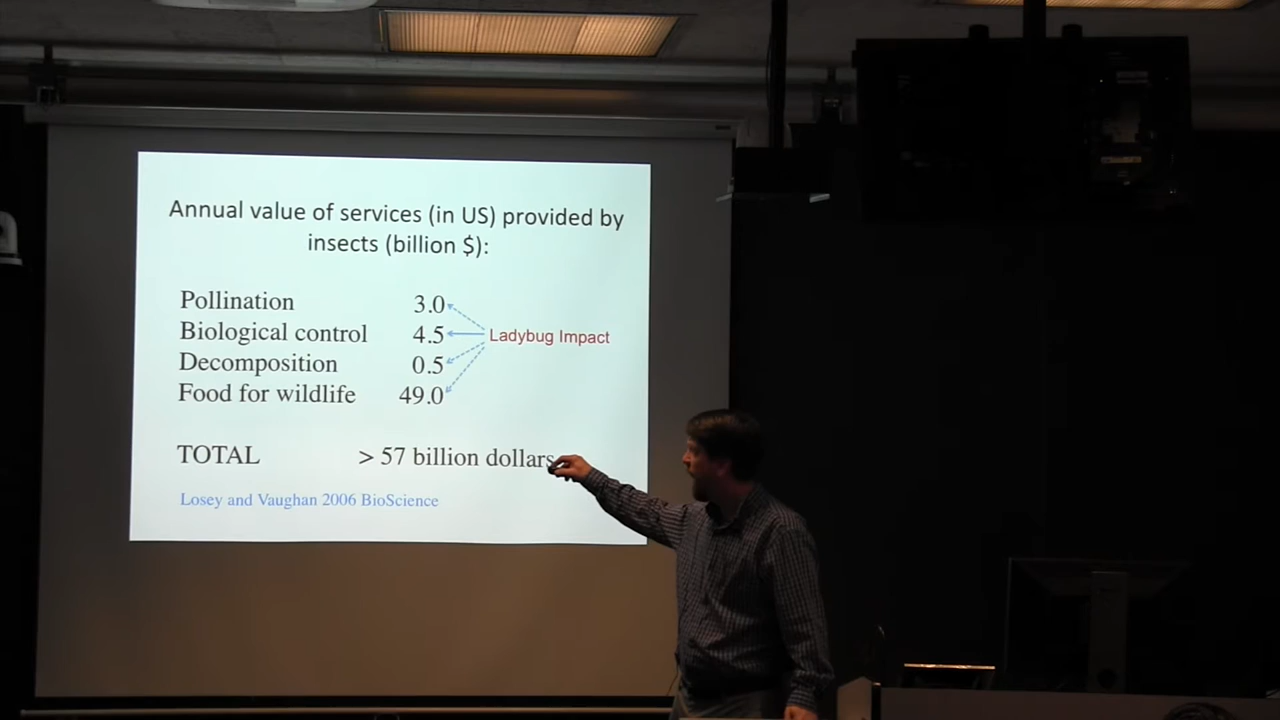 Annual value of services (in US) provided by
insects (billion $):
Pollination 3.0
Biological control 4.5
Ladybug Impact
Decomposition 0.5
Food for wildlife 49.0
TOTAL > 57 billion dollars
Losey and Vaughan 2006 BioScience